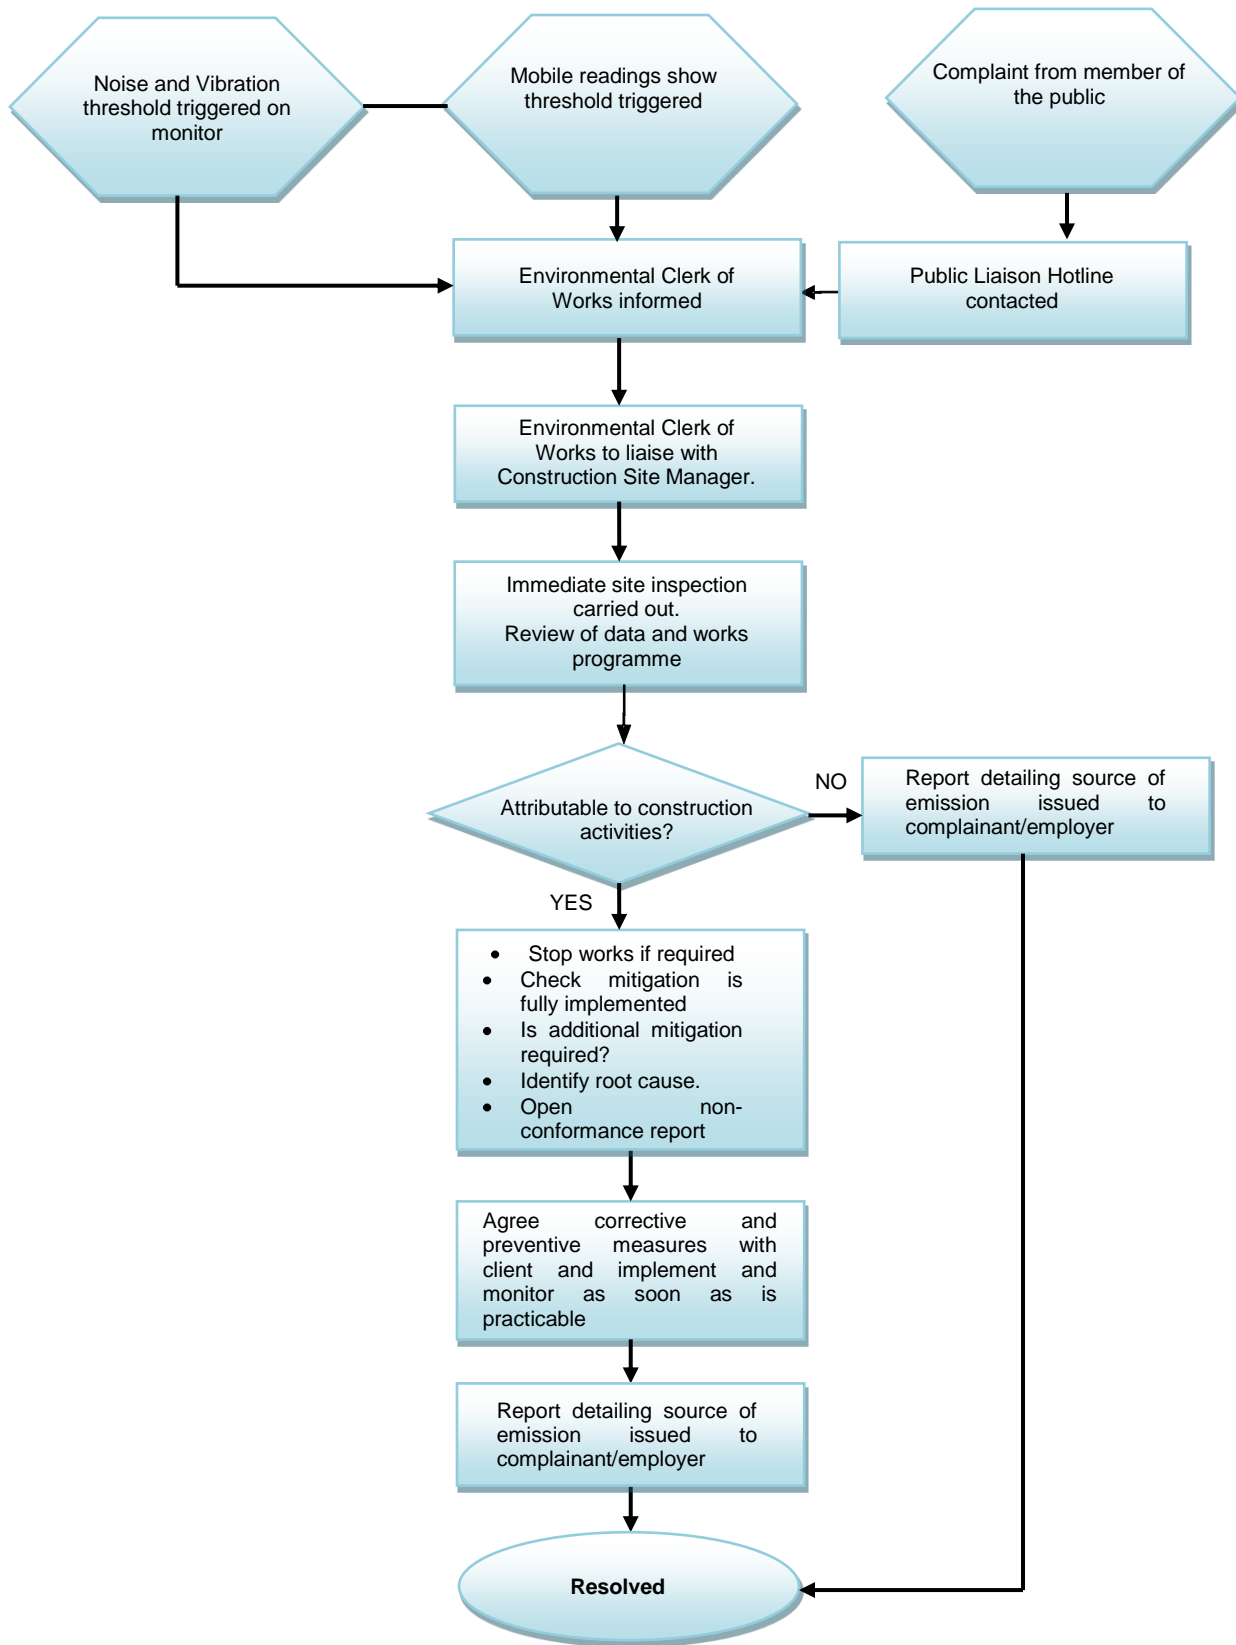 Noise and Vibration
threshold triggered on
monitor
Mobile readings show
threshold triggered
Complaint from member of
the public
Environmental Clerk of
Works informed
Public Liaison Hotline
contacted
Environmental Clerk of
Works to liaise with
Construction Site Manager.
Immediate site inspection
carried out.
Review of data and works
programme
Attributable to construction
activities?
NO
Report detailing source of
emission issued to
complainant/employer
YES
• Stop works if required
• Check mitigation is
fully implemented
• Is additional mitigation
required?
• Identify root cause.
• Open non-
conformance report
Agree corrective and
preventive measures with
client and implement and
monitor as soon as is
practicable
Report detailing source of
emission issued to
complainant/employer
Resolved